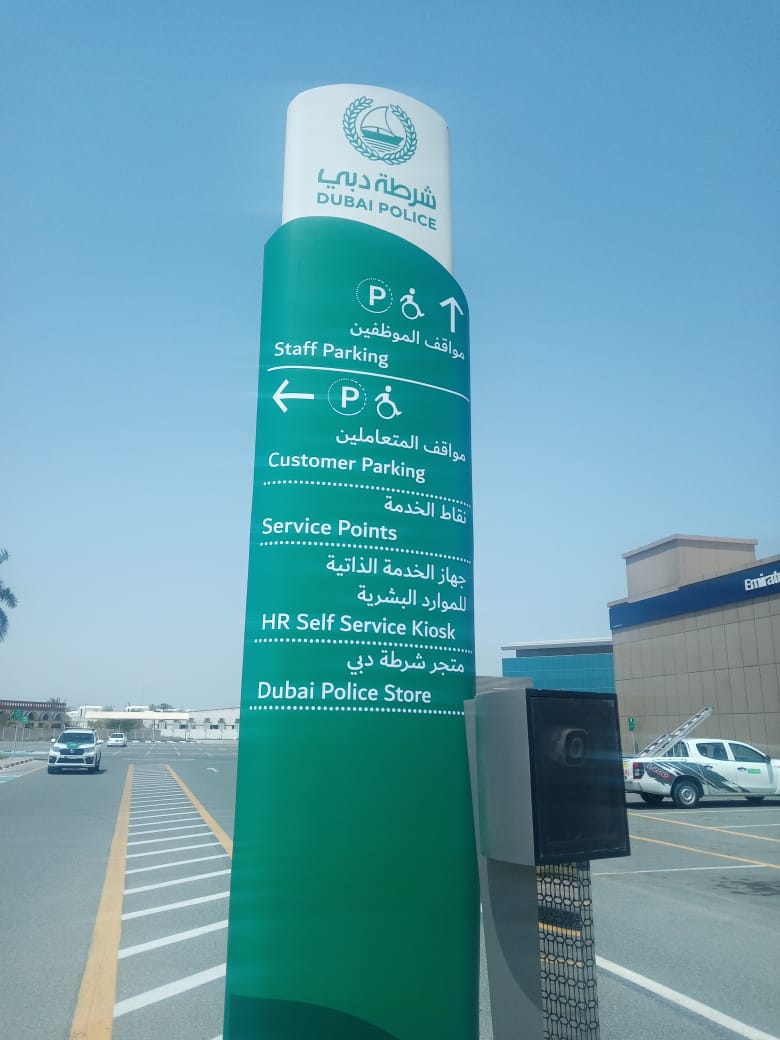 شرطة دبي
DUBAI POLICE
P
مواقف الموظفين
Staff Parking
P
مواقف المتعاملين
Customer Parking
نقاط الخدمة
Service Points
جهاز الخدمة الذاتية
للموارد البشرية
HR Self Service Kiosk
متجر شرطة دبي
Dubai Police Store